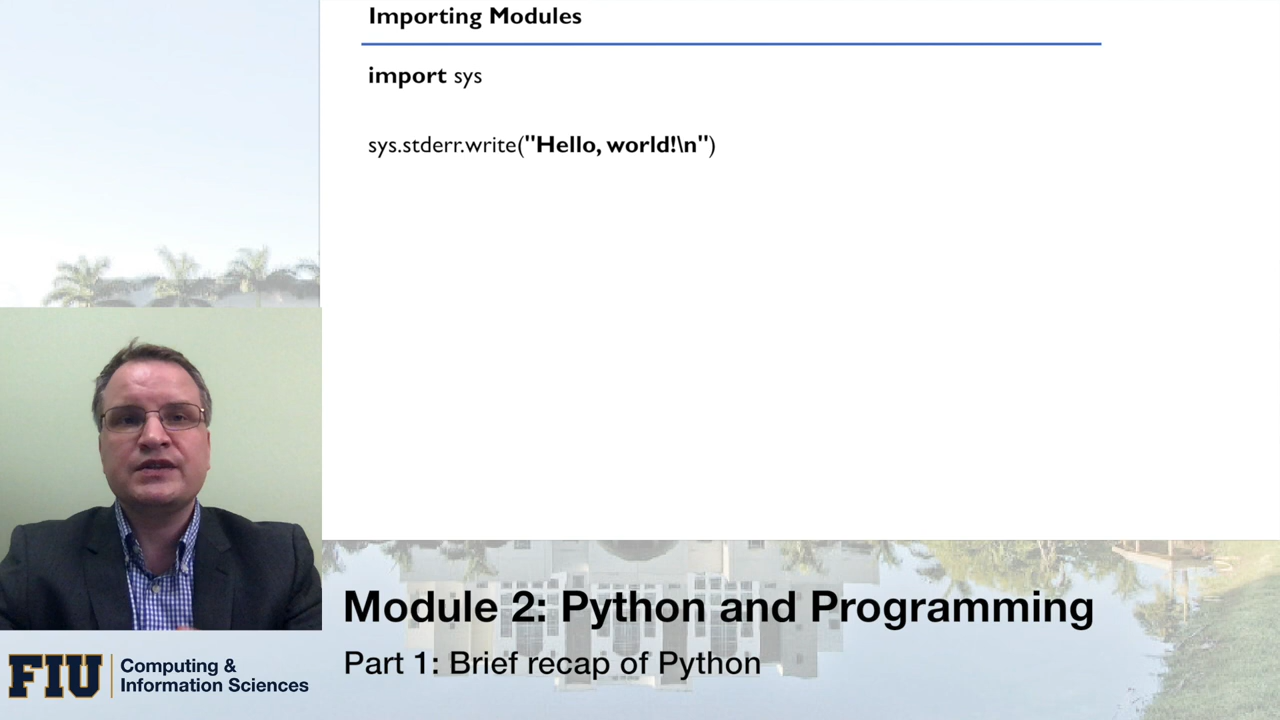 Importing Modules
import sys
sys.stderr.write("Hello, world!\n")
Module 2: Python and Programming
Part 1: Brief recap of Python
FIU
Computing &
Information Sciences